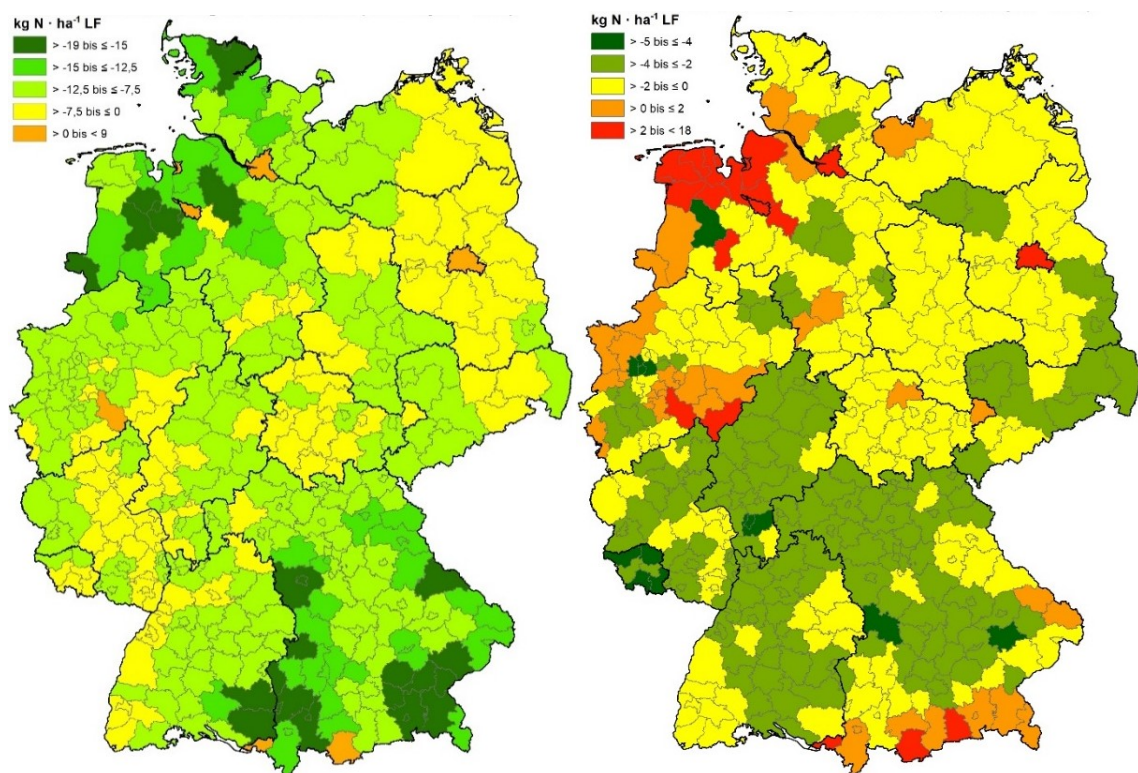 kg N · ha⁻¹ LF
> -19 bis ≤ -15
> -15 bis ≤ -12,5
> -12,5 bis ≤ -7,5
> -7,5 bis ≤ 0
> 0 bis < 9
kg N · ha⁻¹ LF
> -5 bis ≤ -4
> -4 bis ≤ -2
> -2 bis ≤ 0
> 0 bis ≤ 2
> 2 bis < 18